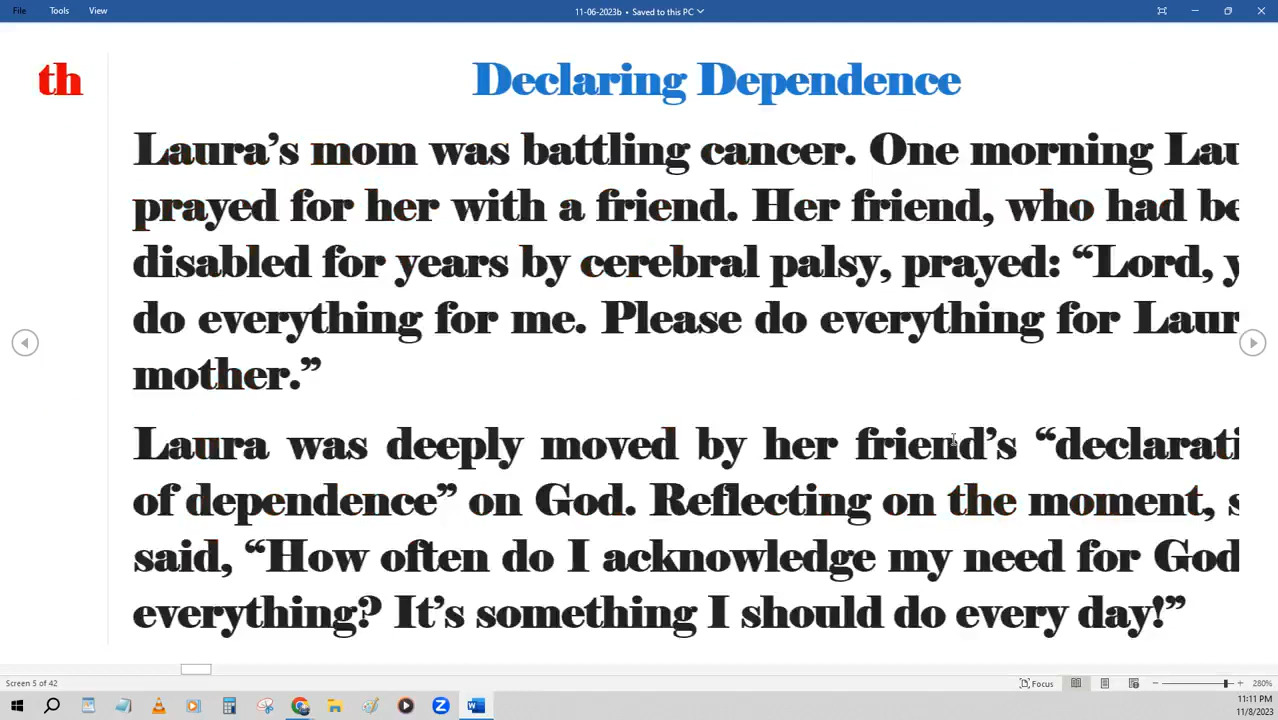 File Tools View 11-06-2023b • Saved to this PC
th
Declaring Dependence
Laura’s mom was battling cancer. One morning
prayed for her with a friend. Her friend, who had
disabled for years by cerebral palsy, prayed: “Lord,
do everything for me. Please do everything for
mother.”
Laura was deeply moved by her friend’s
of dependence” on God. Reflecting on the moment,
said, “How often do I acknowledge my need for God
everything? It’s something I should do every day!”
Screen 5 of 42 Focus 280%
11:11 PM
11/8/2023